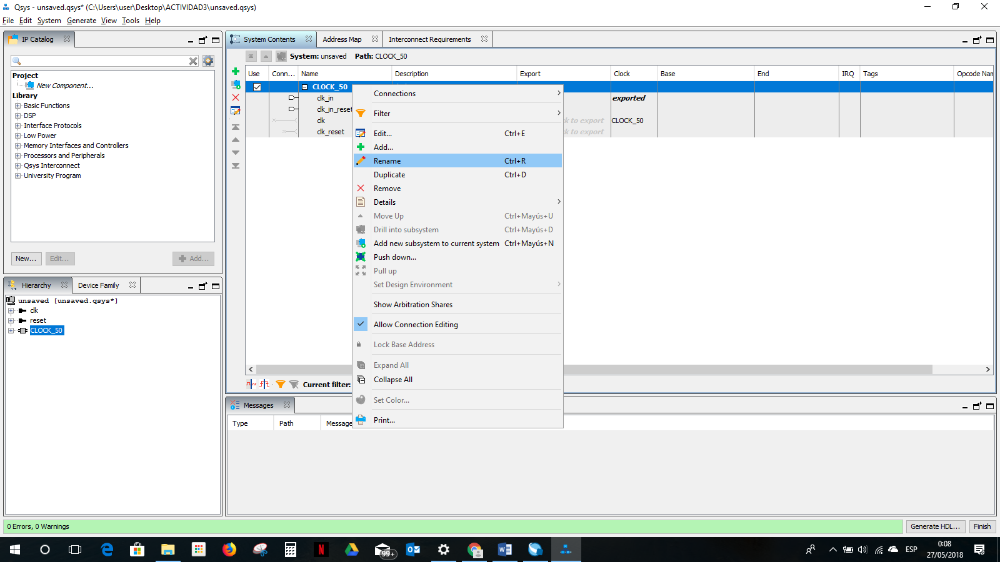 Qsys - unsaved.qsys* (C:\Users\user\Desktop\ACTIVIDAD3\unsaved.qsys)
File Edit System Generate View Tools Help
IP Catalog
Project
New Component...
Library
Basic Functions
DSP
Interface Protocols
Low Power
Memory Interfaces and Controllers
Processors and Peripherals
Qsys Interconnect
University Program
New... Edit... Add...
Hierarchy Device Family
unsaved [unsaved.qsys*]
clk
reset
CLOCK_50
System Contents Address Map Interconnect Requirements
System: unsaved Path: CLOCK_50
Use Conn... Name Description Export Clock Base End IRQ Tags Opcode Nam
CLOCK_50
clk_in exported
clk_in_reset
clk k to export CLOCK_50
clk_reset k to export
Connections
Filter
Edit... Ctrl+E
Add...
Rename Ctrl+R
Duplicate Ctrl+D
Remove
Details
Move Up Ctrl+Mayús+U
Drill into subsystem Ctrl+Mayús+D
Add new subsystem to current system Ctrl+Mayús+N
Push down...
Pull up
Set Design Environment
Show Arbitration Shares
Allow Connection Editing
Lock Base Address
Expand All
Collapse All
Set Color...
Print...
Current filter:
Messages
Type Path Message
0 Errors, 0 Warnings
Generate HDL... Finish
99+
ESP
0:08
27/05/2018